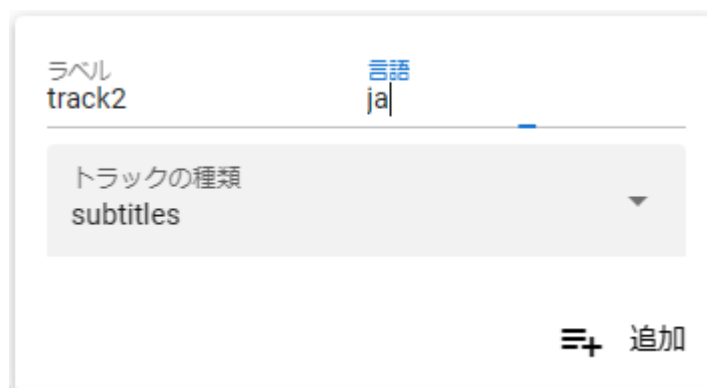 ラベル 言語
track2 ja
トラックの種類
subtitles
追加